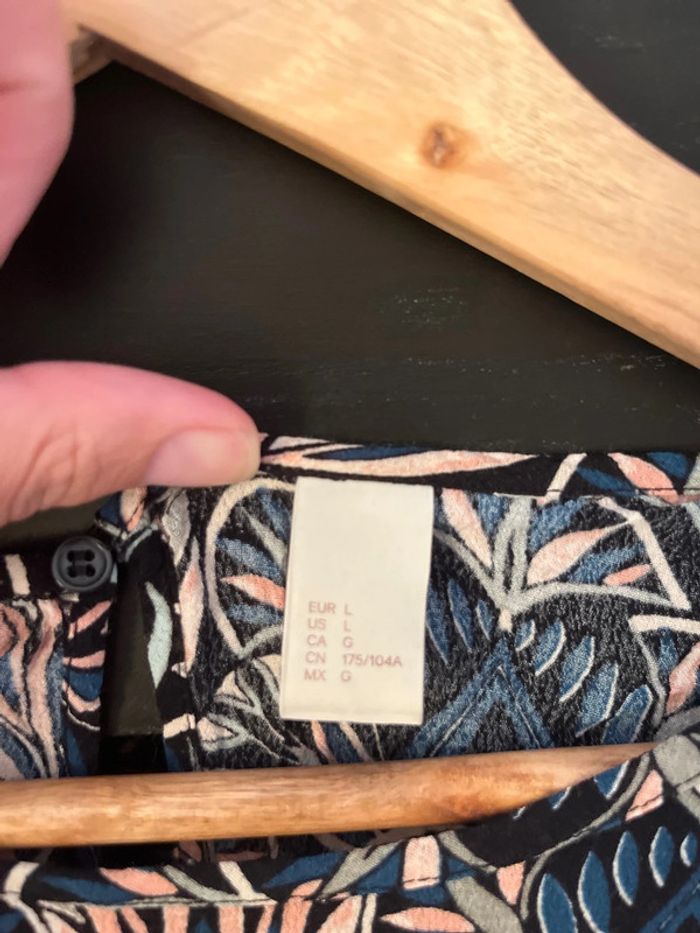 EUR L
US L
CA G
CN 175/104A
MX G